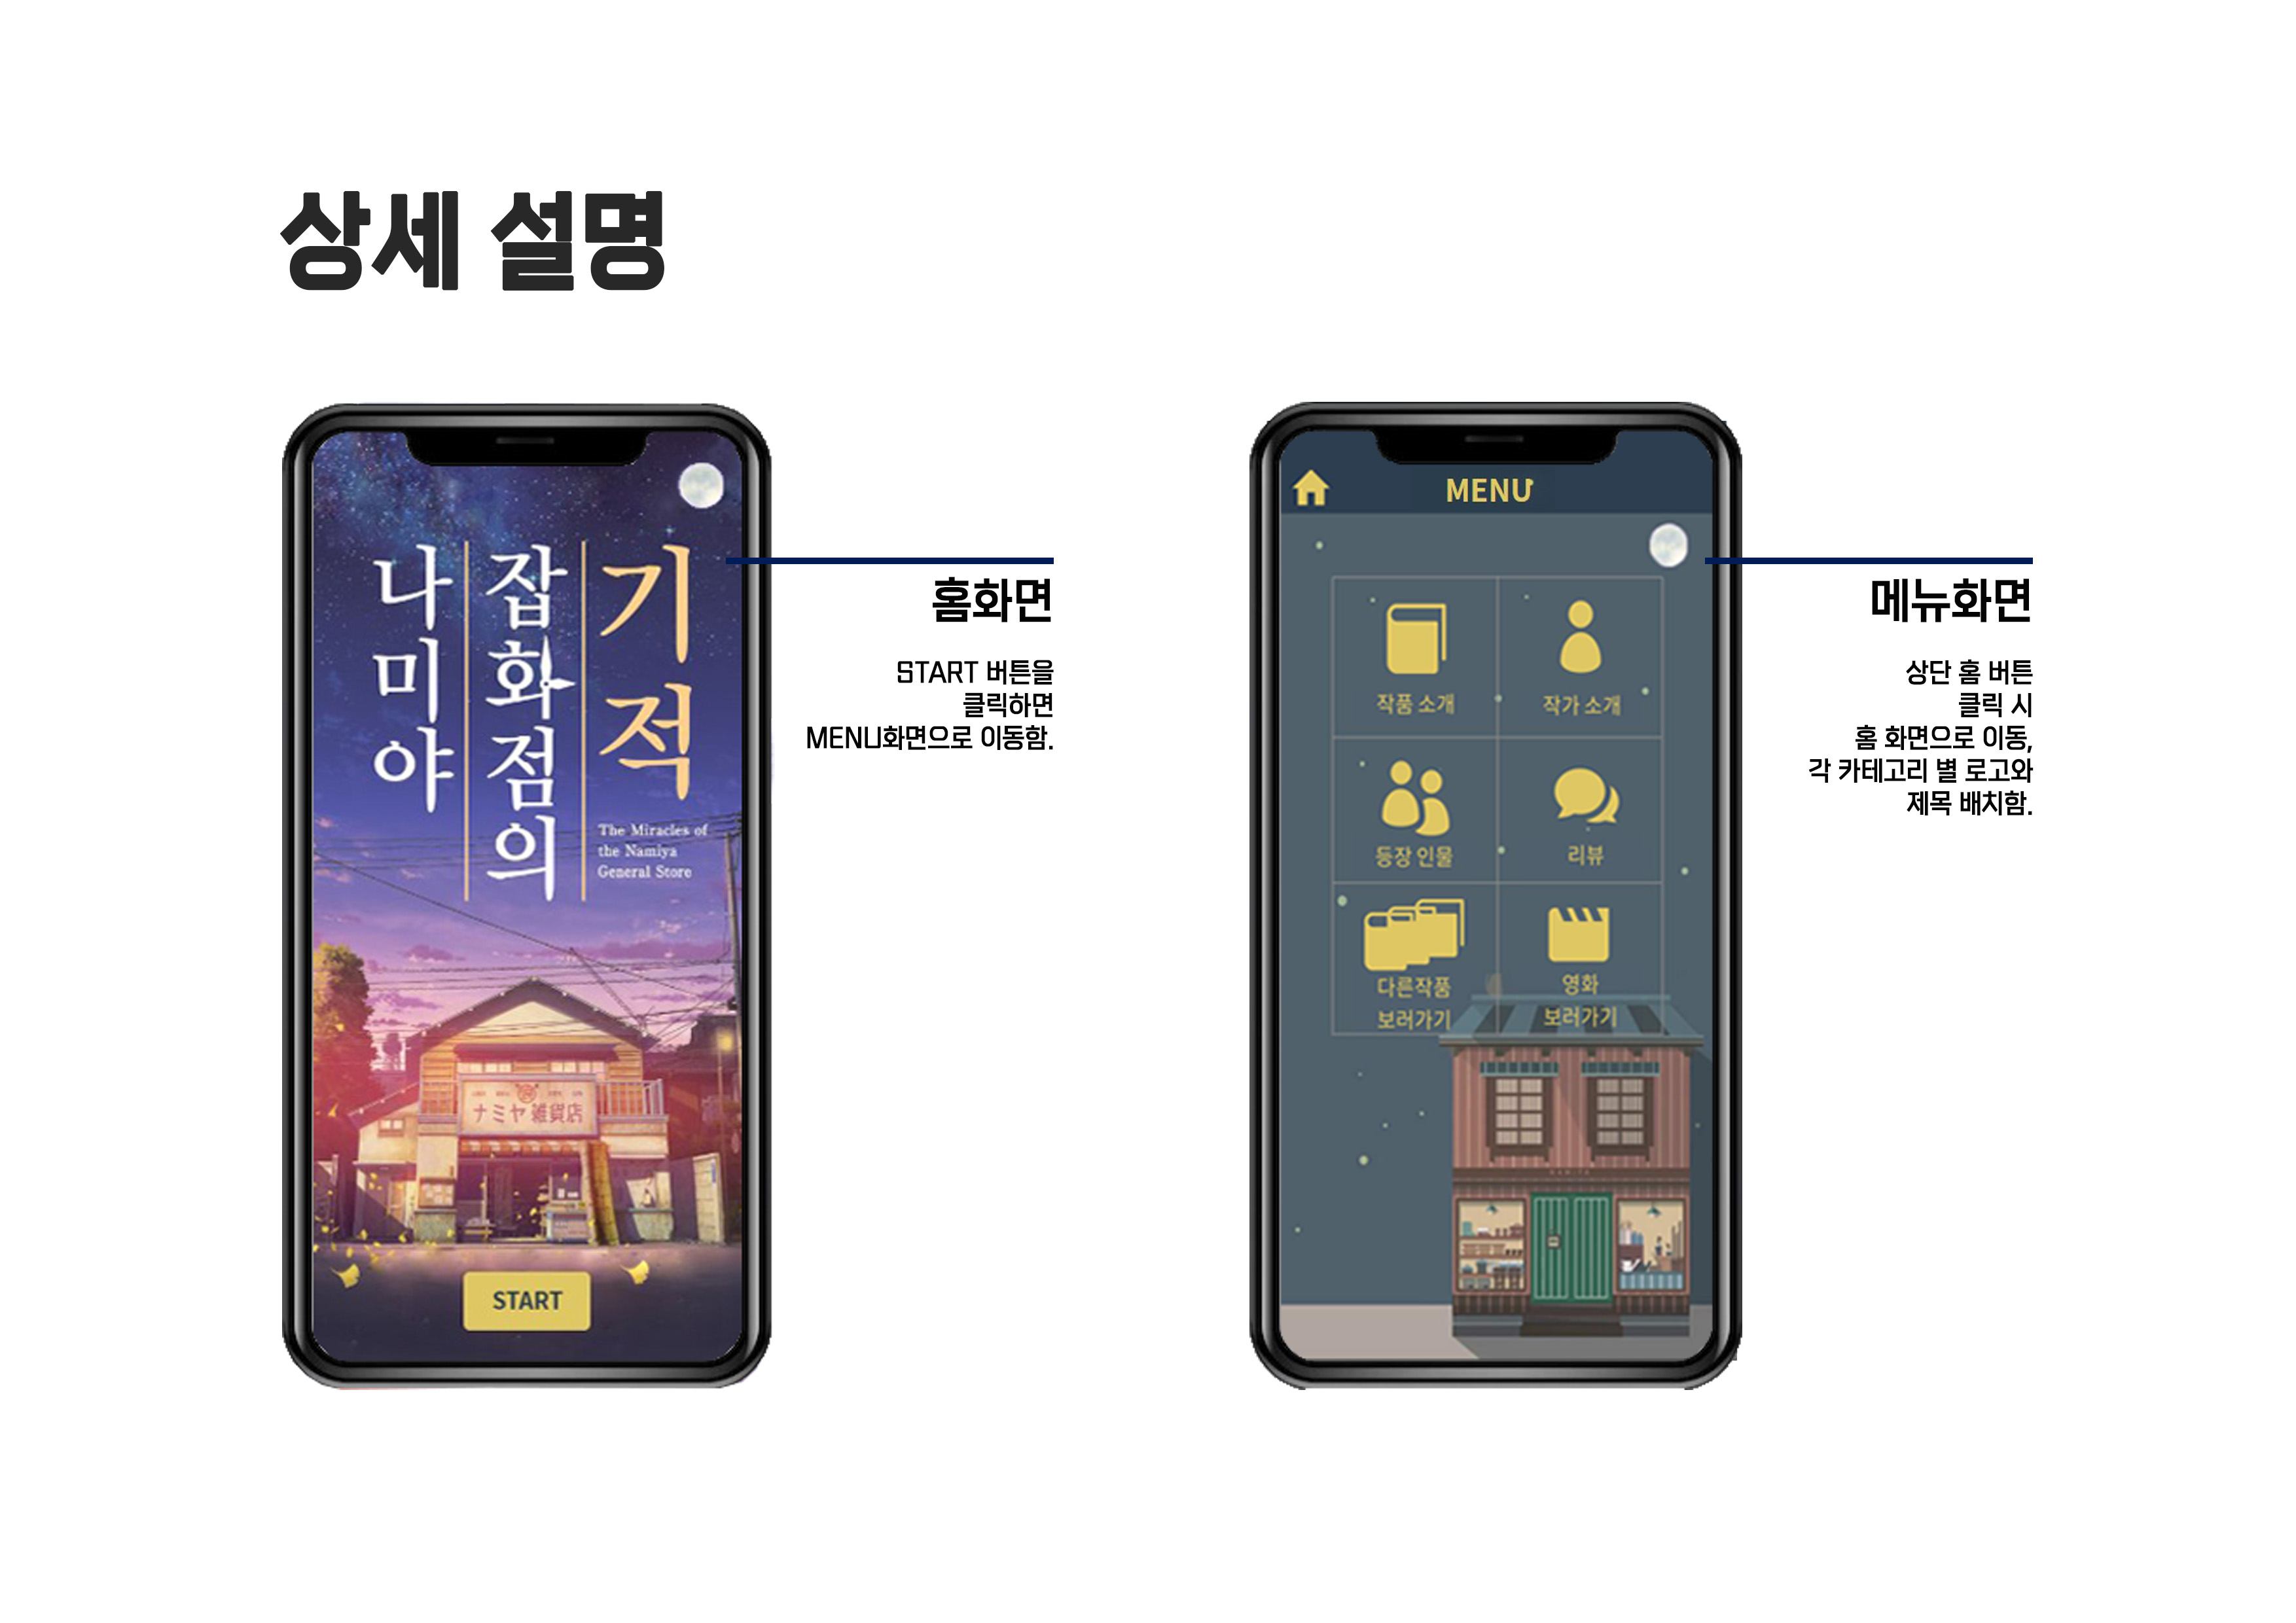 상세 설명
나미야
잡화점의
기적
The Miracles of
the Namiya
General Store
ナミヤ 雑貨店
START
홈화면
START 버튼을
클릭하면
MENU화면으로 이동함.
MENU
작품 소개
작가 소개
등장 인물
리뷰
다른작품
보러가기
영화
보러가기
메뉴화면
상단 홈 버튼
클릭 시
홈 화면으로 이동,
각 카테고리 별 로고와
제목 배치함.